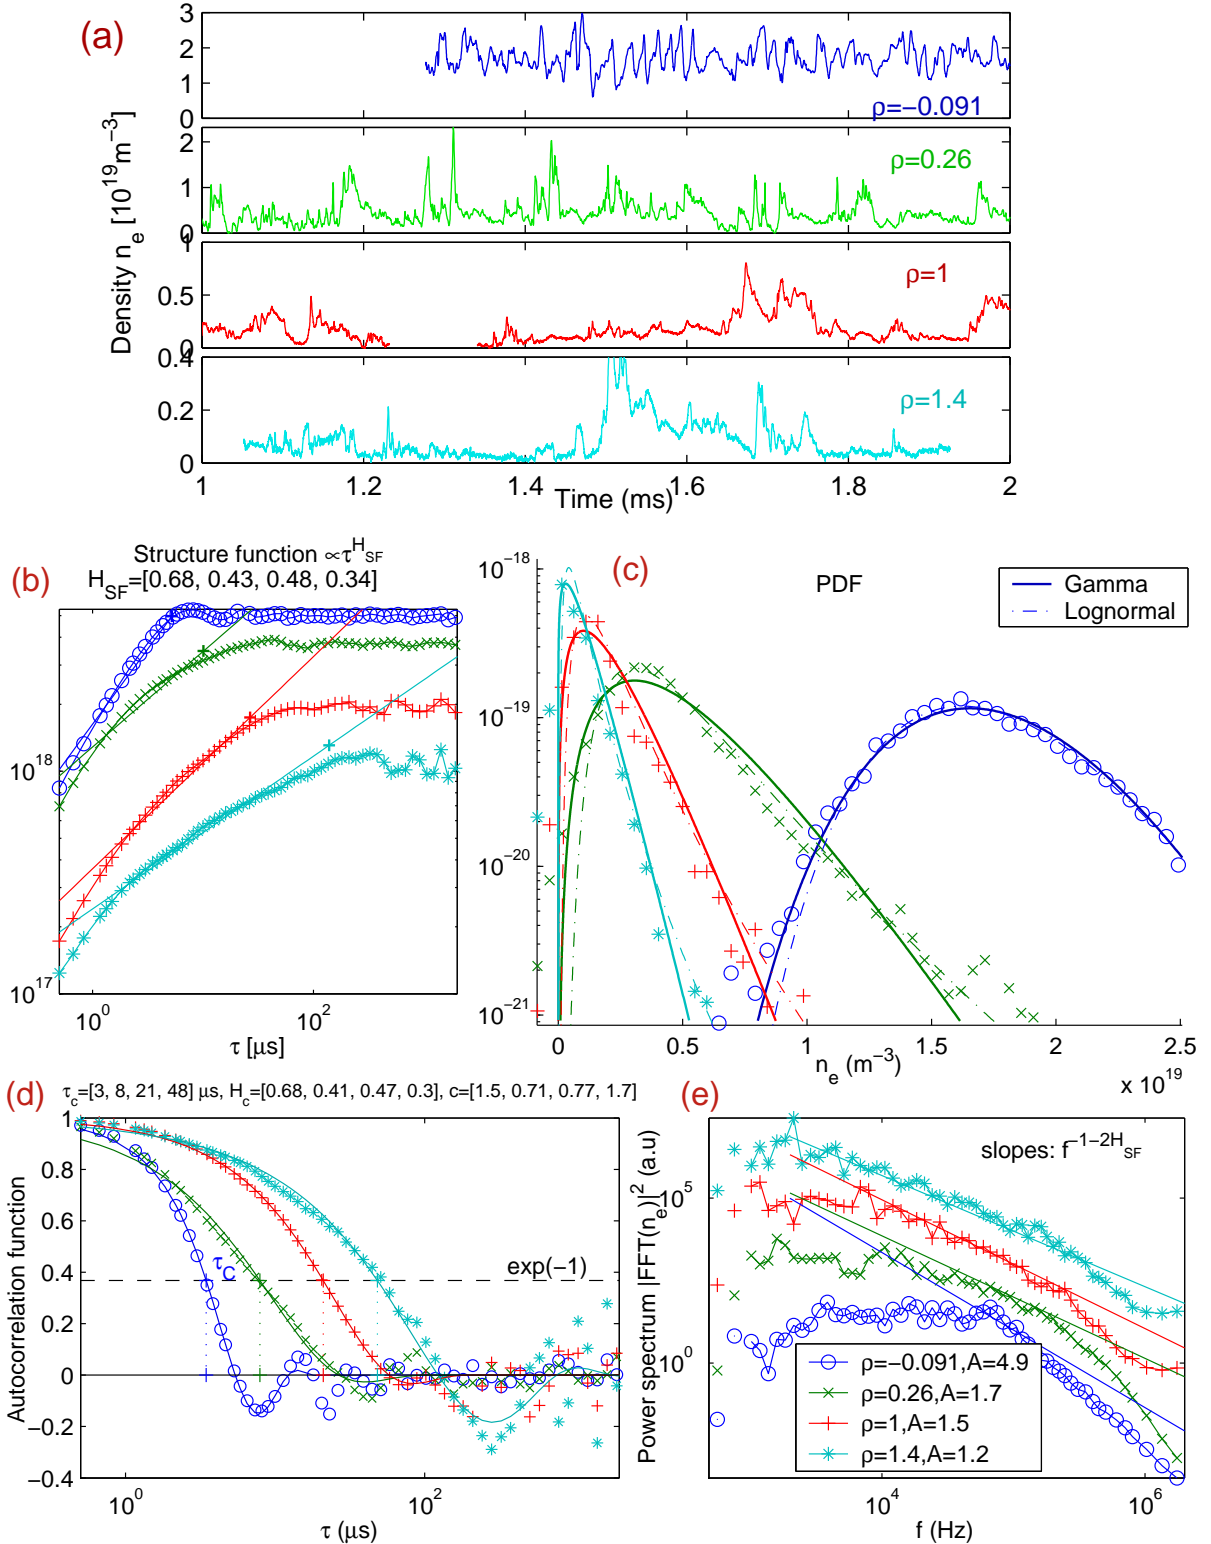 (a)
Density n_e [10^19 m^−3]
3
2
1
0
ρ=−0.091
2
1
0
ρ=0.26
1
0.5
0
ρ=1
0.4
0.2
0
ρ=1.4
1 1.2 1.4 1.6 1.8 2
Time (ms)
(b)
Structure function ∝τ^H_SF
H_SF=[0.68, 0.43, 0.48, 0.34]
10^18
10^17
10^0 10^2
τ [μs]
(c)
PDF
Gamma
Lognormal
10^−18
10^−19
10^−20
10^−21
0 0.5 1 1.5 2 2.5
n_e (m^−3)
x 10^19
(d)
τ_c=[3, 8, 21, 48] μs, H_c=[0.68, 0.41, 0.47, 0.3], c=[1.5, 0.71, 0.77, 1.7]
Autocorrelation function
1
0.8
0.6
0.4
0.2
0
−0.2
−0.4
τ_C
exp(−1)
10^0 10^2
τ (μs)
(e)
Power spectrum |FFT(n_e)|^2 (a.u)
slopes: f^−1−2H_SF
10^5
10^0
ρ=−0.091,A=4.9
ρ=0.26,A=1.7
ρ=1,A=1.5
ρ=1.4,A=1.2
10^4 10^6
f (Hz)